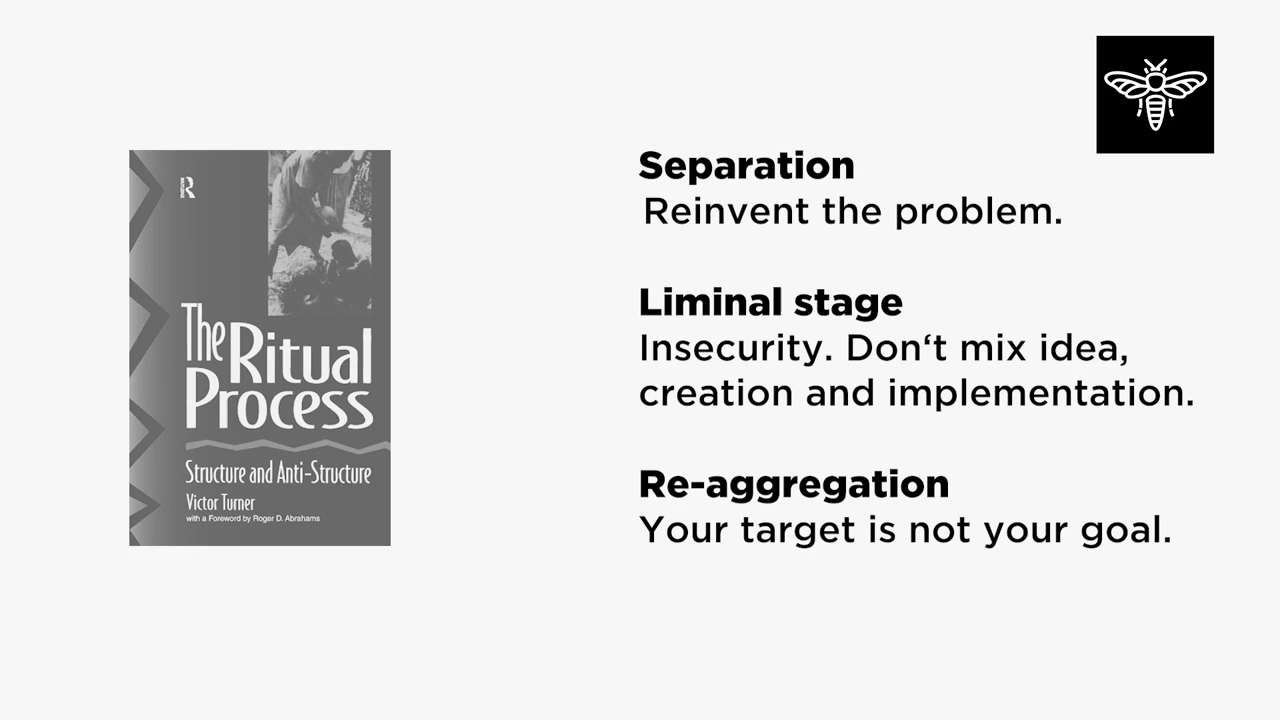 The Ritual
Process
Structure and Anti-Structure
Victor Turner
with a Foreword by Roger D. Abrahams
Separation
Reinvent the problem.
Liminal stage
Insecurity. Don‘t mix idea,
creation and implementation.
Re-aggregation
Your target is not your goal.